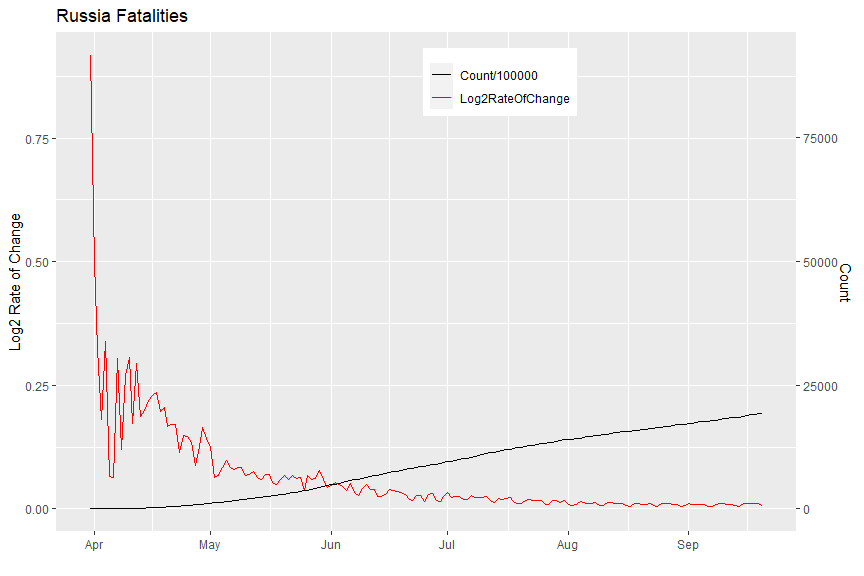 Russia Fatalities
Count/100000
Log2RateOfChange
Log2 Rate of Change
0.75
0.50
0.25
0.00
75000
50000
25000
0
Count
Apr May Jun Jul Aug Sep